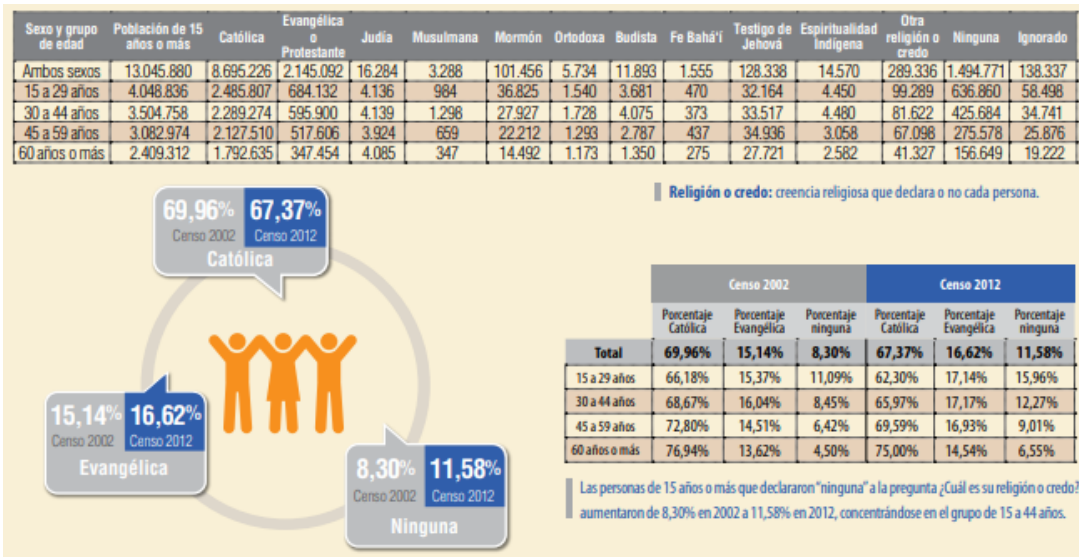 Sexo y grupo de edad Población de 15 años o más Católica Evangélica o Protestante Judía Musulmana Mormón Ortodoxa Budista Fe Bahá'í Testigo de Jehová Espiritualidad Indígena Otra religión o credo Ninguna Ignorado
Ambos sexos 13.045.880 8.695.226 2.145.092 16.284 3.288 101.456 5.734 11.893 1.555 128.338 14.570 289.336 1.494.771 138.337
15 a 29 años 4.048.836 2.485.807 684.132 4.136 984 36.825 1.540 3.681 470 32.164 4.450 99.289 636.860 58.498
30 a 44 años 3.504.758 2.289.274 595.900 4.139 1.298 27.927 1.728 4.075 373 33.517 4.480 81.622 425.684 34.741
45 a 59 años 3.082.974 2.127.510 517.606 3.924 659 22.212 1.293 2.787 437 34.936 3.058 67.098 275.578 25.876
60 años o más 2.409.312 1.792.635 347.454 4.085 347 14.492 1.173 1.350 275 27.721 2.582 41.327 156.649 19.222
Religión o credo: creencia religiosa que declara o no cada persona.
69,96% 67,37%
Censo 2002 Censo 2012
Católica
15,14% 16,62%
Censo 2002 Censo 2012
Evangélica
8,30% 11,58%
Censo 2002 Censo 2012
Ninguna
Censo 2002 Censo 2012
Porcentaje Católica Porcentaje Evangélica Porcentaje ninguna Porcentaje Católica Porcentaje Evangélica Porcentaje ninguna
Total 69,96% 15,14% 8,30% 67,37% 16,62% 11,58%
15 a 29 años 66,18% 15,37% 11,09% 62,30% 17,14% 15,96%
30 a 44 años 68,67% 16,04% 8,45% 65,97% 17,17% 12,27%
45 a 59 años 72,80% 14,51% 6,42% 69,59% 16,93% 9,01%
60 años o más 76,94% 13,62% 4,50% 75,00% 14,54% 6,55%
Las personas de 15 años o más que declararon "ninguna" a la pregunta ¿Cuál es su religión o credo?
aumentaron de 8,30% en 2002 a 11,58% en 2012, concentrándose en el grupo de 15 a 44 años.